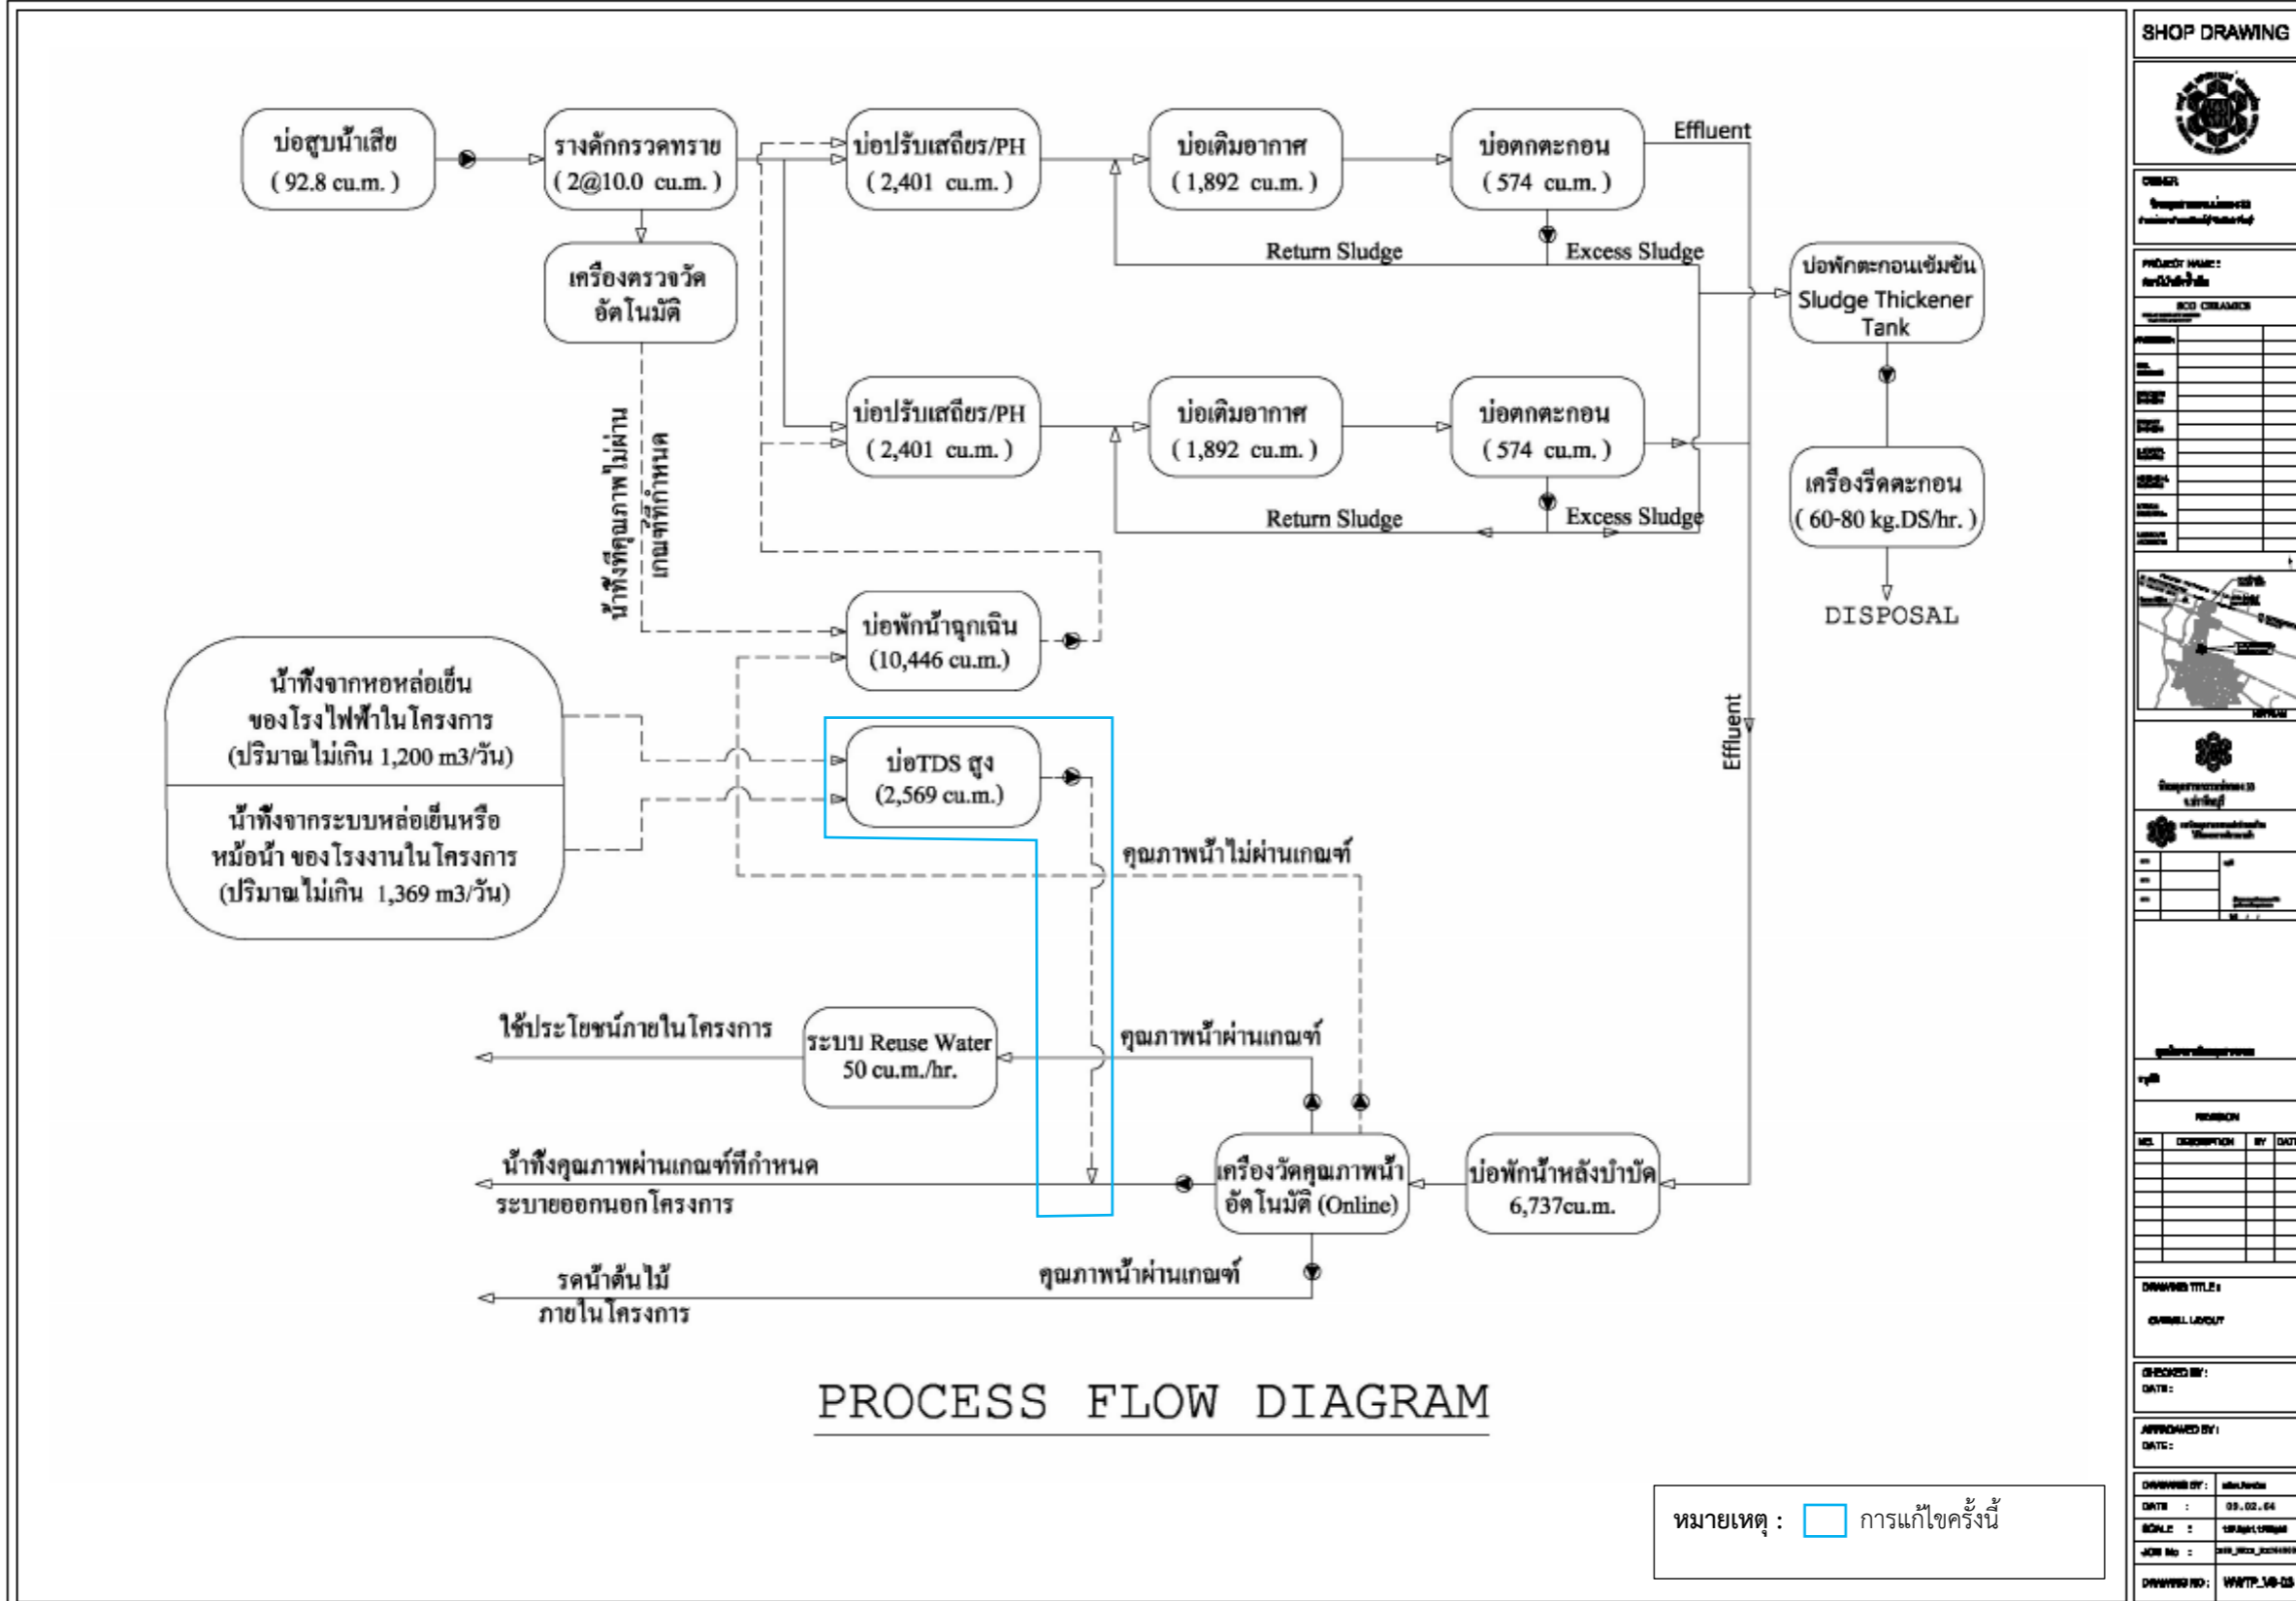 SHOP DRAWING
บ่อสูบน้ำเสีย
( 92.8 cu.m. )
รางดักกรวดทราย
( 2@10.0 cu.m. )
บ่อปรับเสถียร/PH
( 2,401 cu.m. )
บ่อเติมอากาศ
( 1,892 cu.m. )
บ่อตกตะกอน
( 574 cu.m. )
Effluent
เครื่องตรวจวัด
อัตโนมัติ
Return Sludge
Excess Sludge
บ่อพักตะกอนเข้มข้น
Sludge Thickener
Tank
บ่อปรับเสถียร/PH
( 2,401 cu.m. )
บ่อเติมอากาศ
( 1,892 cu.m. )
บ่อตกตะกอน
( 574 cu.m. )
น้ำทิ้งที่คุณภาพไม่ผ่าน
เกณฑ์ที่กำหนด
Return Sludge
Excess Sludge
เครื่องรีดตะกอน
( 60-80 kg.DS/hr. )
DISPOSAL
บ่อพักน้ำฉุกเฉิน
(10,446 cu.m.)
น้ำทิ้งจากหอหล่อเย็น
ของโรงไฟฟ้าในโครงการ
(ปริมาณไม่เกิน 1,200 m3/วัน)
น้ำทิ้งจากระบบหล่อเย็นหรือ
หม้อน้ำ ของโรงงานในโครงการ
(ปริมาณไม่เกิน 1,369 m3/วัน)
บ่อTDS สูง
(2,569 cu.m.)
Effluent
คุณภาพน้ำไม่ผ่านเกณฑ์
ใช้ประโยชน์ภายในโครงการ
ระบบ Reuse Water
50 cu.m./hr.
คุณภาพน้ำผ่านเกณฑ์
น้ำทิ้งคุณภาพผ่านเกณฑ์ที่กำหนด
ระบายออกนอกโครงการ
เครื่องวัดคุณภาพน้ำ
อัตโนมัติ (Online)
บ่อพักน้ำหลังบำบัด
6,737cu.m.
รดน้ำต้นไม้
ภายในโครงการ
คุณภาพน้ำผ่านเกณฑ์
PROCESS FLOW DIAGRAM
หมายเหตุ : การแก้ไขครั้งนี้
OWNER
PROJECT NAME :
ECO CERAMICS
REVISION
NO. DESCRIPTION BY DATE
DRAWING TITLE :
OVERALL LAYOUT
CHECKED BY :
DATE :
APPROVED BY :
DATE :
DRAWING BY :
DATE : 09.02.64
SCALE :
JOB No :
DRAWING NO :